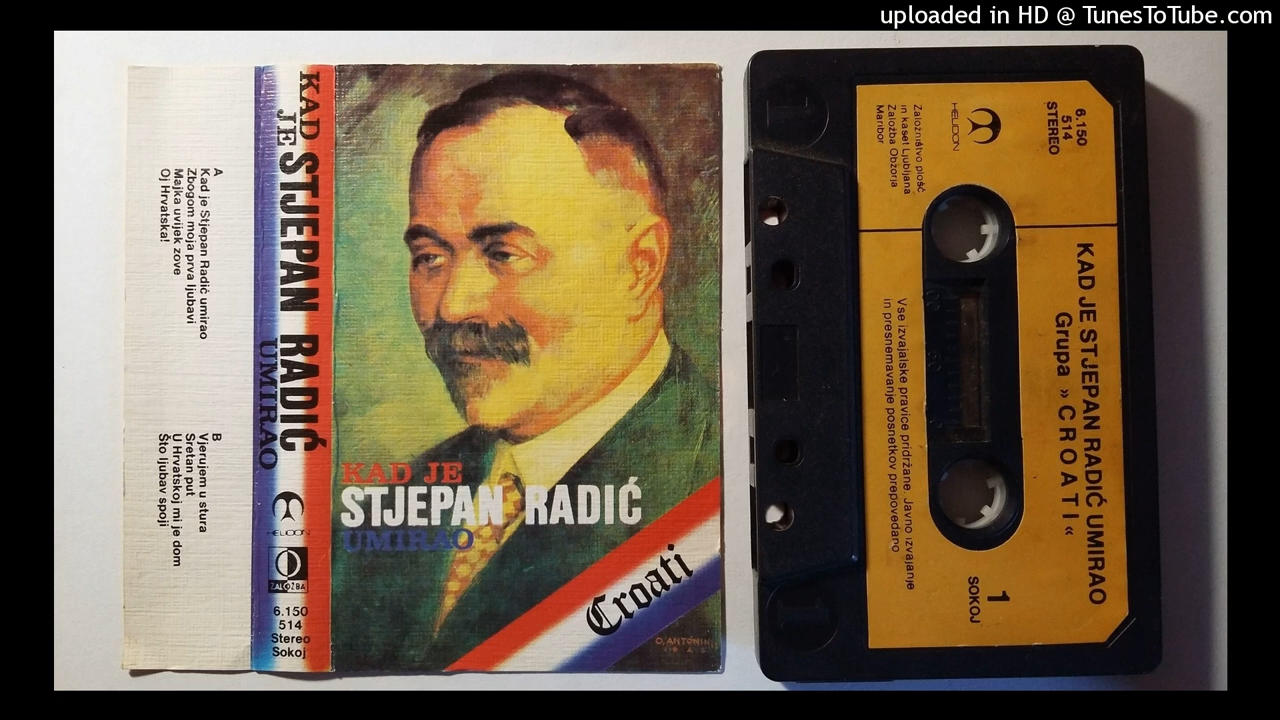 uploaded in HD @ TunesToTube.com
A
Kad je Stjepan Radić umirao
Zbogom moja prva ljubavi
Majka uvijek zove
Oj Hrvatska!
B
Vjerujem u stura
Sretan put
U Hrvatskoj mi je dom
Što ljubav spoji
KAD JE STJEPAN RADIĆ UMIRAO
HELIDON
ZALOŽBA
6.150
514
Stereo
Sokoj
KAD JE
STJEPAN RADIĆ
UMIRAO
Croati
O. ANTONINI
6.150
514
STEREO
HELIDON
Založništvo plošč
in kaset Ljubljana
Založba Obzorja
Maribor
KAD JE STJEPAN RADIĆ UMIRAO
Grupa »CROATI«
Vse izvajalske pravice pridržane. Javno izvajanje
in presnemavanje posnetkov prepovedano
1
SOKOJ